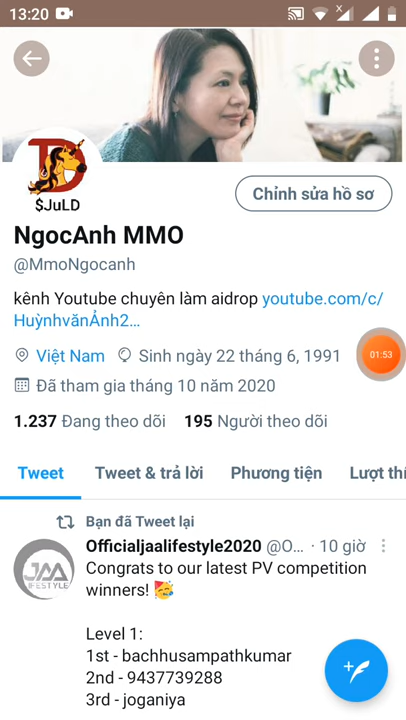 13:20
$JuLD
Chỉnh sửa hồ sơ
NgocAnh MMO
@MmoNgocanh
kênh Youtube chuyên làm aidrop youtube.com/c/
HuỳnhvănẢnh2…
Việt Nam Sinh ngày 22 tháng 6, 1991
01:53
Đã tham gia tháng 10 năm 2020
1.237 Đang theo dõi 195 Người theo dõi
Tweet Tweet & trả lời Phương tiện Lượt thí
Bạn đã Tweet lại
Officialjaalifestyle2020 @O… · 10 giờ
JAA
LIFESTYLE
Congrats to our latest PV competition
winners! 🥳
Level 1:
1st - bachhusampathkumar
2nd - 9437739288
3rd - joganiya